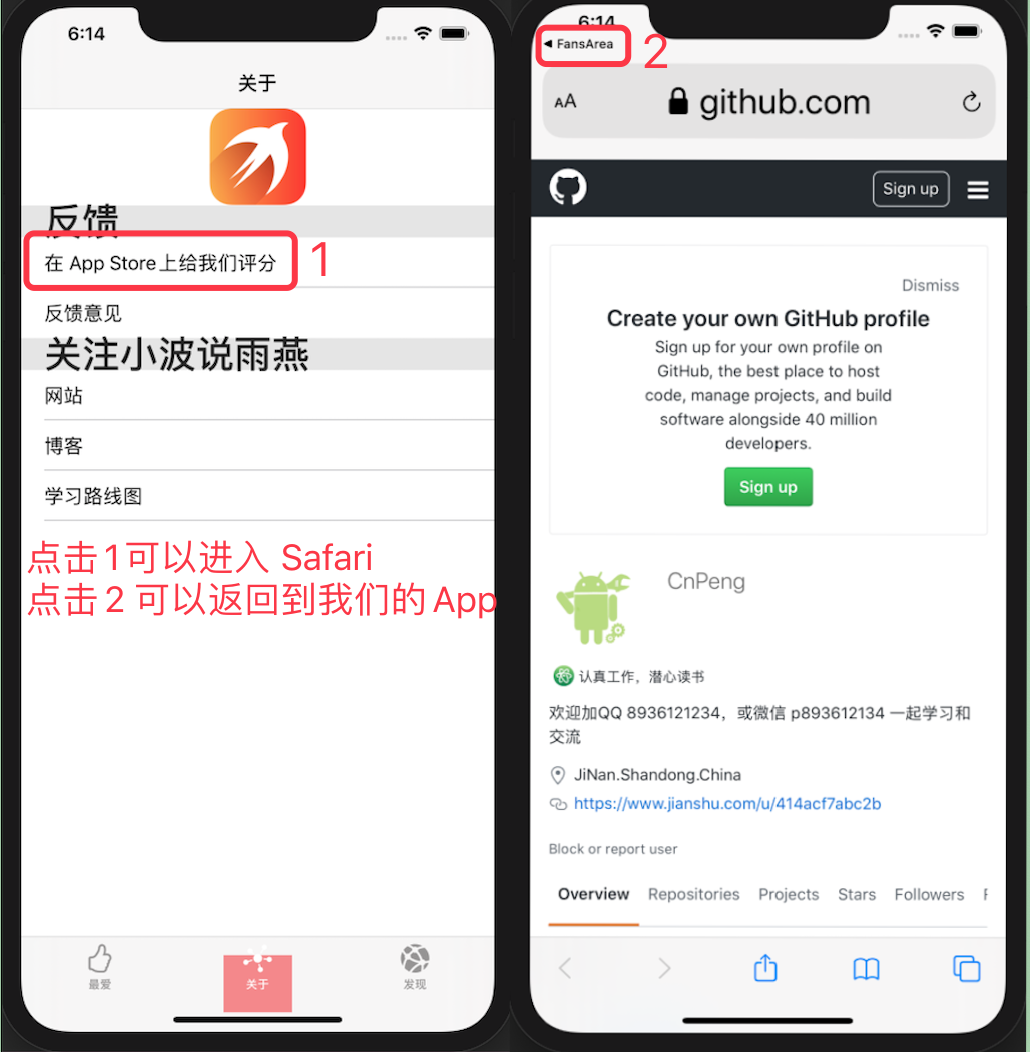 6:14
关于
反馈
在 App Store上给我们评分
1
反馈意见
关注小波说雨燕
网站
博客
学习路线图
点击1可以进入 Safari
点击2 可以返回到我们的App
最爱
关于
发现
6:14
FansArea
2
AA
github.com
Sign up
Dismiss
Create your own GitHub profile
Sign up for your own profile on
GitHub, the best place to host
code, manage projects, and build
software alongside 40 million
developers.
Sign up
CnPeng
认真工作，潜心读书
欢迎加QQ 8936121234，或微信 p893612134 一起学习和
交流
JiNan.Shandong.China
https://www.jianshu.com/u/414acf7abc2b
Block or report user
Overview Repositories Projects Stars Followers F